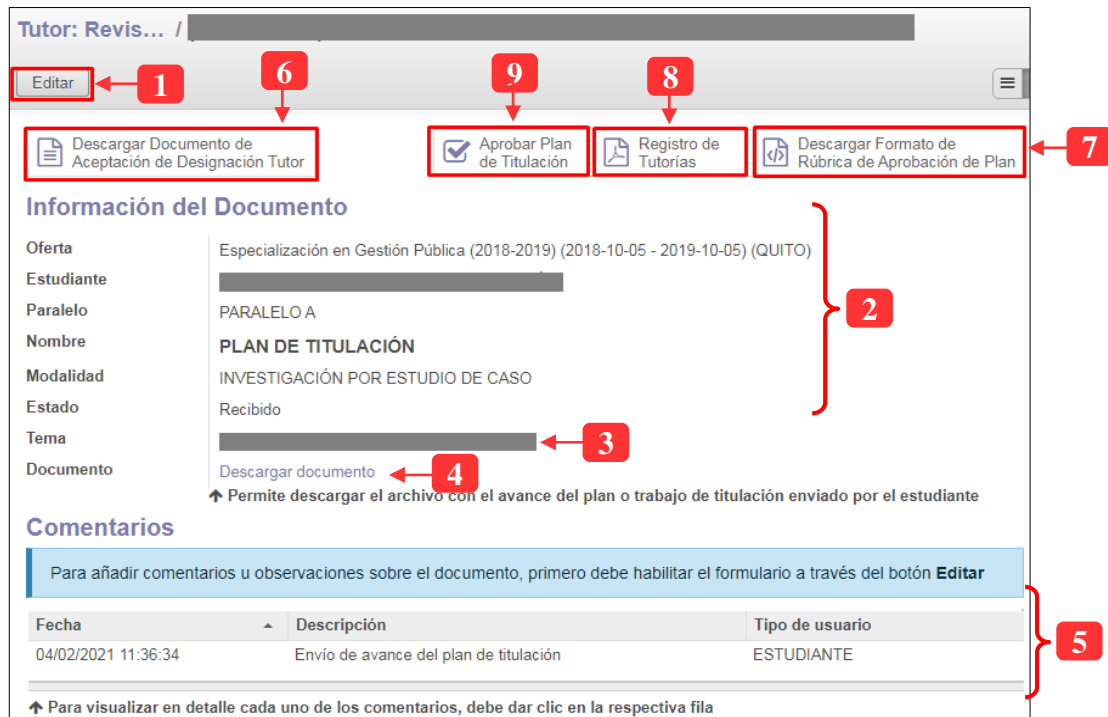 Tutor: Revis... /
Editar
1
6
9
8
Descargar Documento de
Aceptación de Designación Tutor
Aprobar Plan
de Titulación
Registro de
Tutorías
Descargar Formato de
Rúbrica de Aprobación de Plan
7
Información del Documento
Oferta Especialización en Gestión Pública (2018-2019) (2018-10-05 - 2019-10-05) (QUITO)
Estudiante
Paralelo PARALELO A
2
Nombre PLAN DE TITULACIÓN
Modalidad INVESTIGACIÓN POR ESTUDIO DE CASO
Estado Recibido
Tema
3
Documento Descargar documento
4
Permite descargar el archivo con el avance del plan o trabajo de titulación enviado por el estudiante
Comentarios
Para añadir comentarios u observaciones sobre el documento, primero debe habilitar el formulario a través del botón Editar
Fecha Descripción Tipo de usuario
04/02/2021 11:36:34 Envío de avance del plan de titulación ESTUDIANTE
5
Para visualizar en detalle cada uno de los comentarios, debe dar clic en la respectiva fila